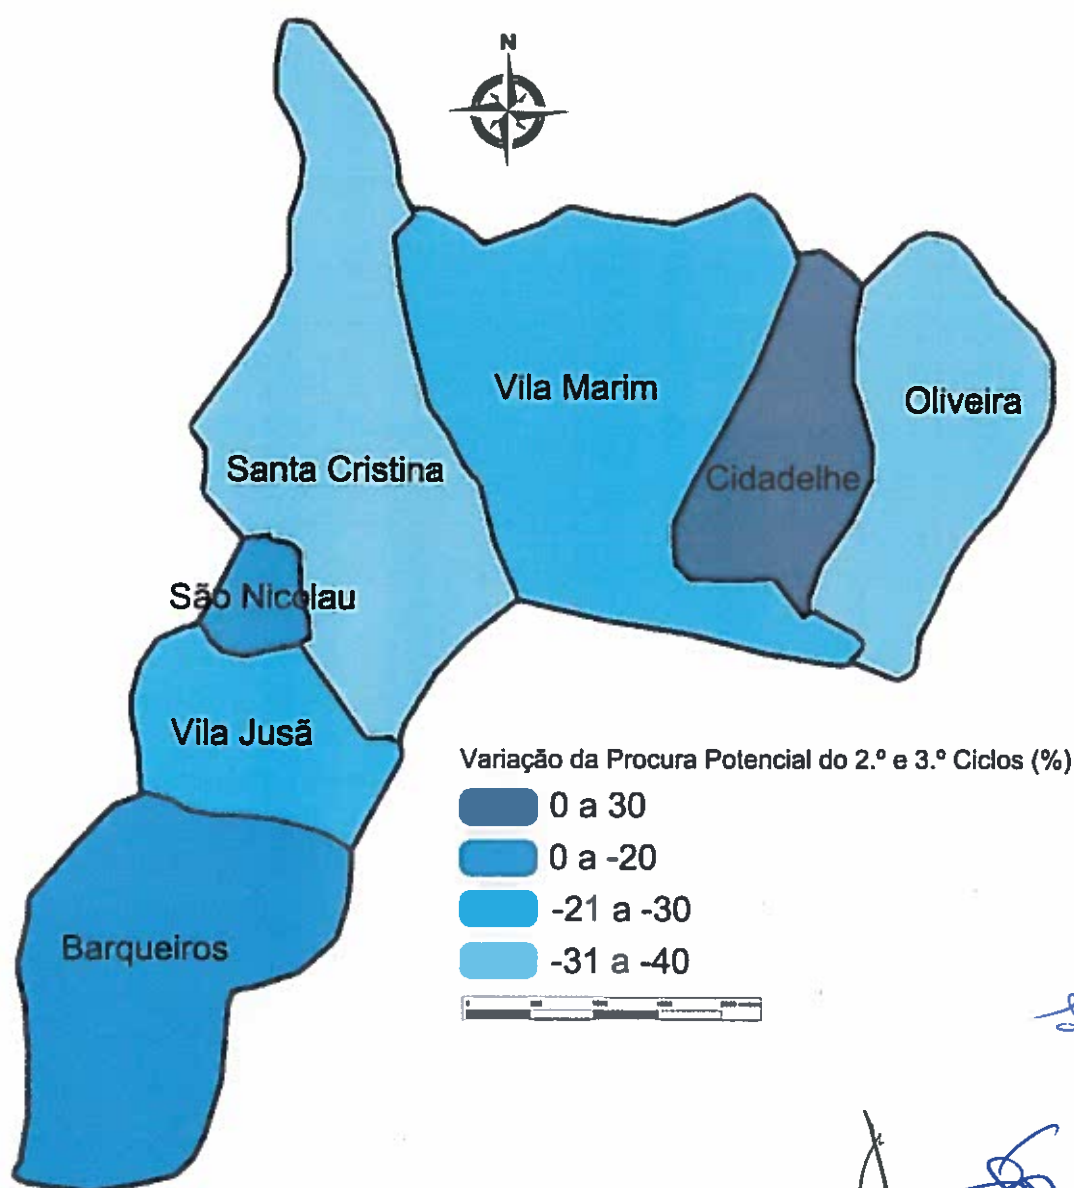 N
Vila Marim
Oliveira
Cidadelhe
Santa Cristina
São Nicolau
Vila Jusã
Barqueiros
Variação da Procura Potencial do 2.º e 3.º Ciclos (%)
0 a 30
0 a -20
-21 a -30
-31 a -40